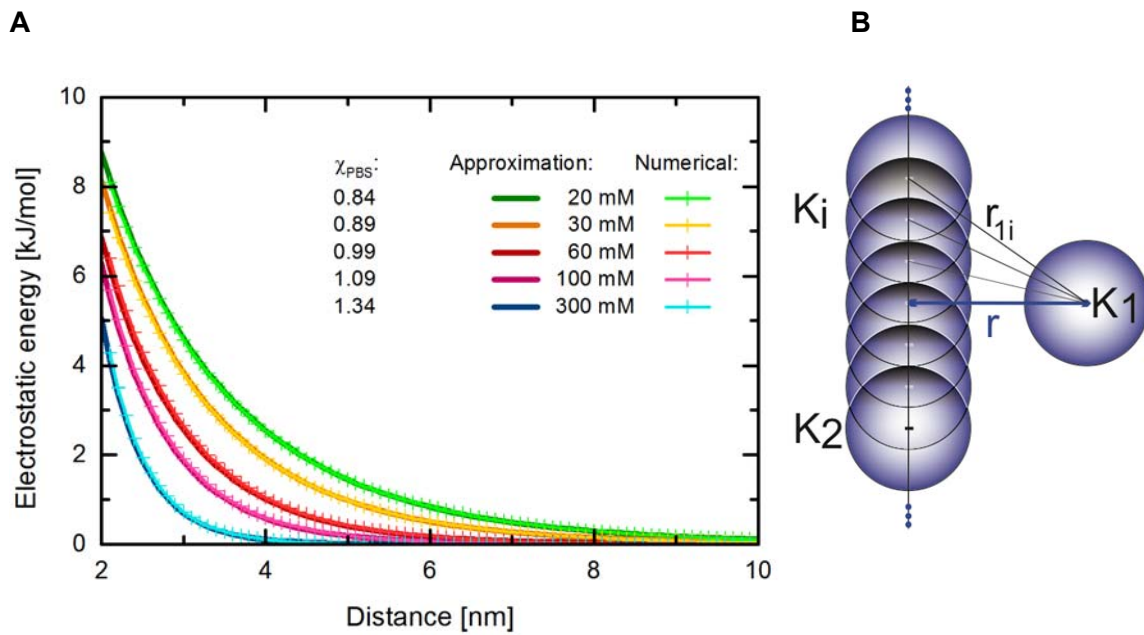 A
B
10
8
6
4
2
0
Electrostatic energy [kJ/mol]
χPBS: Approximation: Numerical:
0.84 20 mM
0.89 30 mM
0.99 60 mM
1.09 100 mM
1.34 300 mM
2 4 6 8 10
Distance [nm]
Ki
r1i
K1
r
K2